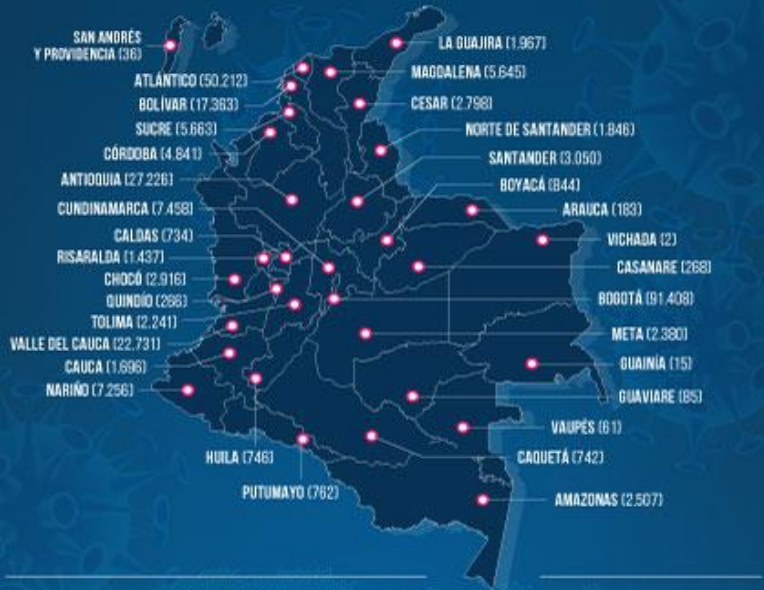 SAN ANDRÉS
Y PROVIDENCIA (36)
ATLÁNTICO (50.212)
BOLÍVAR (17.363)
SUCRE (5.663)
CÓRDOBA (4.841)
ANTIOQUIA (27.226)
CUNDINAMARCA (7.458)
CALDAS (734)
RISARALDA (1.437)
CHOCÓ (2.916)
QUINDÍO (266)
TOLIMA (2.241)
VALLE DEL CAUCA (22.731)
CAUCA (1.696)
NARIÑO (7.256)
HUILA (746)
PUTUMAYO (762)
LA GUAJIRA (1.967)
MAGDALENA (5.645)
CESAR (2.798)
NORTE DE SANTANDER (1.846)
SANTANDER (3.050)
BOYACÁ (844)
ARAUCA (183)
VICHADA (2)
CASANARE (268)
BOGOTÁ (91.408)
META (2.380)
GUAINÍA (15)
GUAVIARE (85)
VAUPÉS (61)
CAQUETÁ (742)
AMAZONAS (2.507)